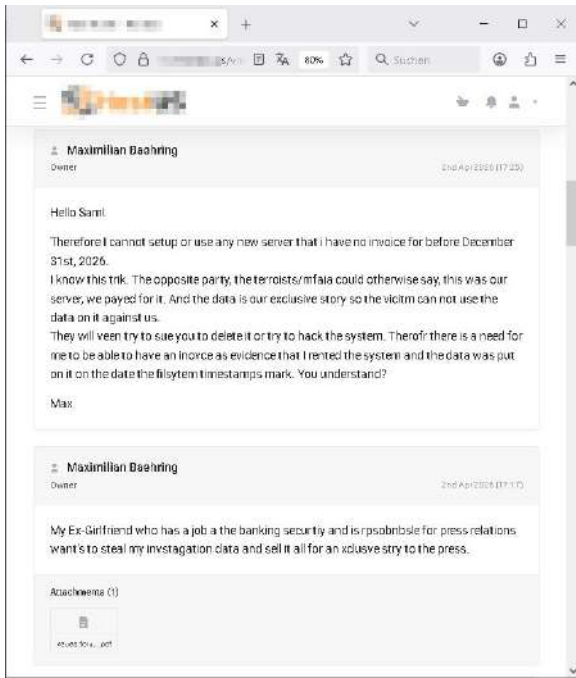 80%
Suchen
Maximilian Baehring
Owner
2nd Apr 2026 (17:25)
Hello Sam!
Therefore I cannot setup or use any new server that i have no invoice for before December
31st, 2026.
I know this trik. The opposite party, the terroists/mfaia could otherwise say, this was our
server, we payed for it. And the data is our exclusive story so the vicitm can not use the
data on it against us.
They will veen try to sue you to delete it or try to hack the system. Therofr there is a need for
me to be able to have an inorce as evidence that I rented the system and the data was put
on it on the date the filsytem timestamps mark. You understand?
Max
Maximilian Baehring
Owner
2nd Apr 2026 (17:17)
My Ex-Girlfriend who has a job a the banking securtiy and is rpsobnbsle for press relations
want's to steal my invstagation data and sell it all for an xclusve stry to the press.
Attachments (1)
.pdf